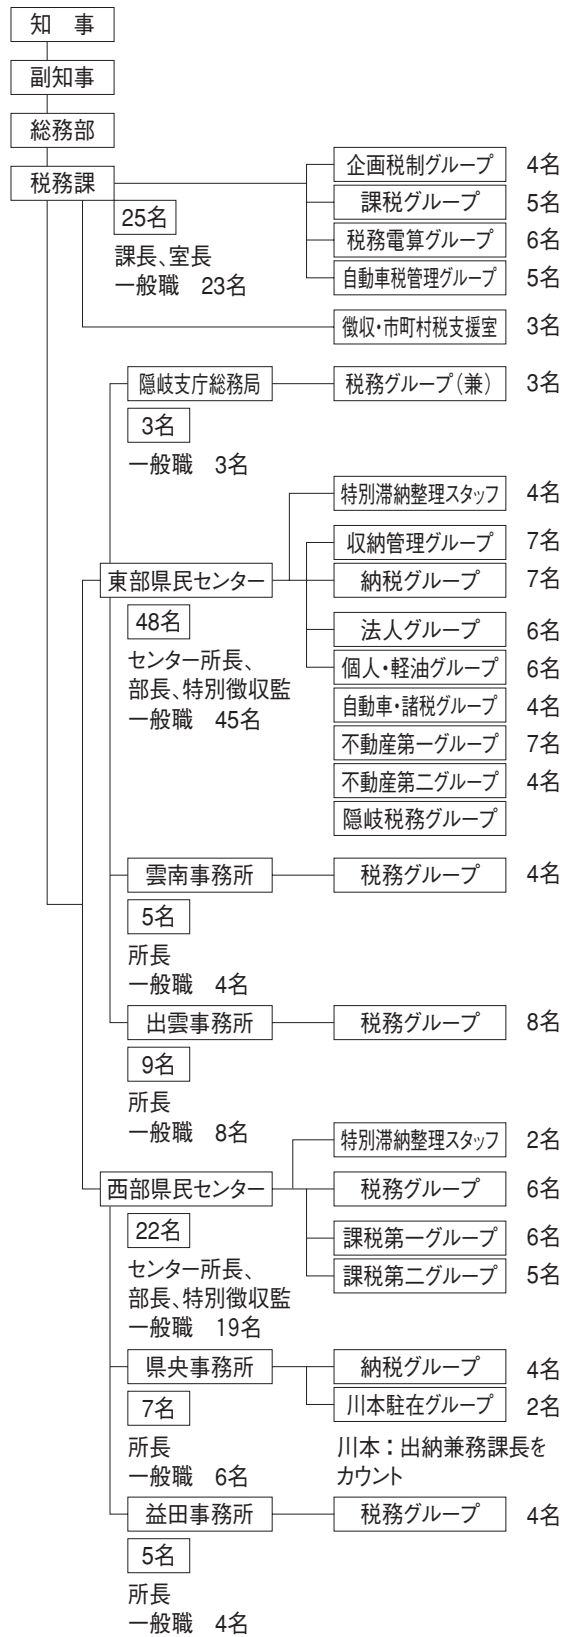 知　事
副知事
総務部
税務課
25名
課長、室長
一般職　23名
企画税制グループ　4名
課税グループ　5名
税務電算グループ　6名
自動車税管理グループ　5名
徴収・市町村税支援室　3名
隠岐支庁総務局　税務グループ（兼）　3名
3名
一般職　3名
特別滞納整理スタッフ　4名
収納管理グループ　7名
東部県民センター　納税グループ　7名
48名
センター所長、
部長、特別徴収監
一般職　45名
法人グループ　6名
個人・軽油グループ　6名
自動車・諸税グループ　4名
不動産第一グループ　7名
不動産第二グループ　4名
隠岐税務グループ
雲南事務所　税務グループ　4名
5名
所長
一般職　4名
出雲事務所　税務グループ　8名
9名
所長
一般職　8名
特別滞納整理スタッフ　2名
西部県民センター　税務グループ　6名
22名
センター所長、
部長、特別徴収監
一般職　19名
課税第一グループ　6名
課税第二グループ　5名
県央事務所　納税グループ　4名
7名
所長
一般職　6名
川本駐在グループ　2名
川本：出納兼務課長を
カウント
益田事務所　税務グループ　4名
5名
所長
一般職　4名